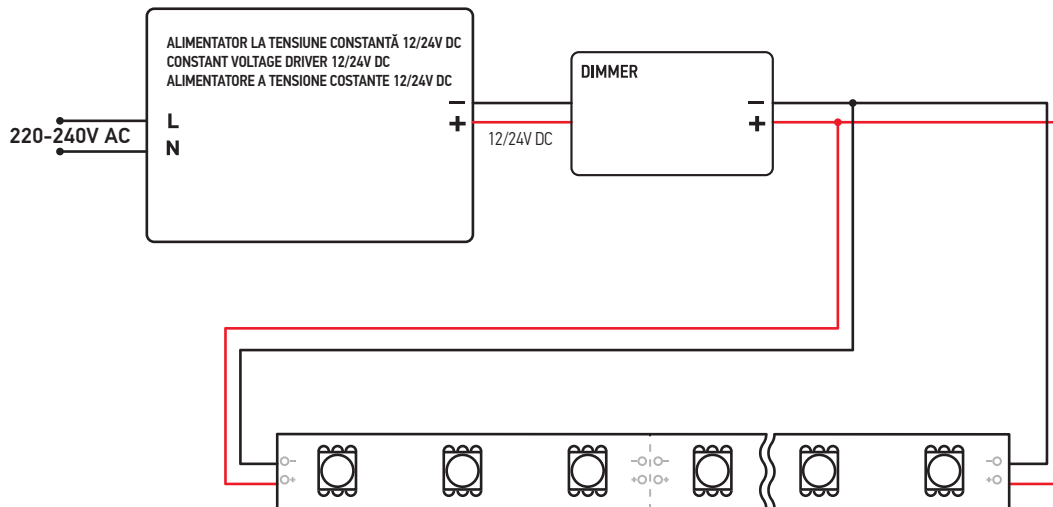 ALIMENTATOR LA TENSIUNE CONSTANTĂ 12/24V DC
CONSTANT VOLTAGE DRIVER 12/24V DC
ALIMENTATORE A TENSIONE COSTANTE 12/24V DC
DIMMER
220-240V AC
L
N
−
+
12/24V DC
−
+
−
+
−
+
−
+
−
+